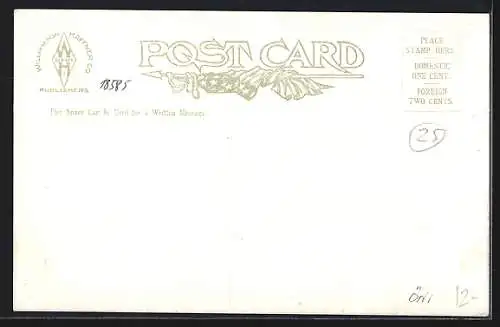 WILLIAMSON-HAFFNER CO.
PUBLISHERS
18585
POST CARD
PLACE
STAMP HERE
DOMESTIC
ONE CENT.
FOREIGN
TWO CENTS.
This Space Can be Used for a Written Message
25
12-